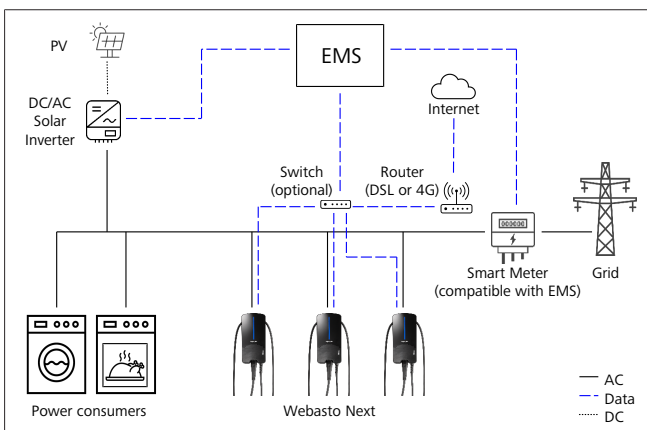 PV
EMS
DC/AC
Solar
Inverter
Internet
Switch
(optional)
Router
(DSL or 4G)
Smart Meter
(compatible with EMS)
Grid
Power consumers
Webasto Next
AC
Data
DC